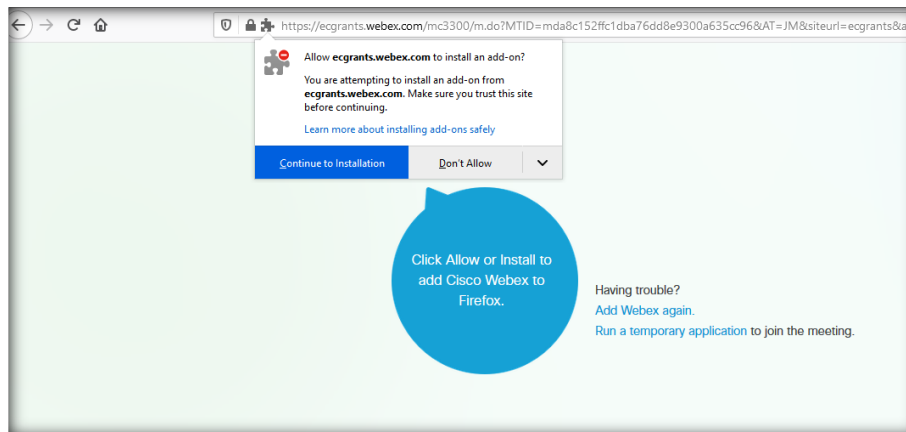 https://ecgrants.webex.com/mc3300/m.do?MTID=mda8c152ffc1dba76dd8e9300a635cc96&AT=JM&siteurl=ecgrants&a
Allow ecgrants.webex.com to install an add-on?
You are attempting to install an add-on from
ecgrants.webex.com. Make sure you trust this site
before continuing.
Learn more about installing add-ons safely
Continue to Installation
Don't Allow
Click Allow or Install to
add Cisco Webex to
Firefox.
Having trouble?
Add Webex again.
Run a temporary application to join the meeting.